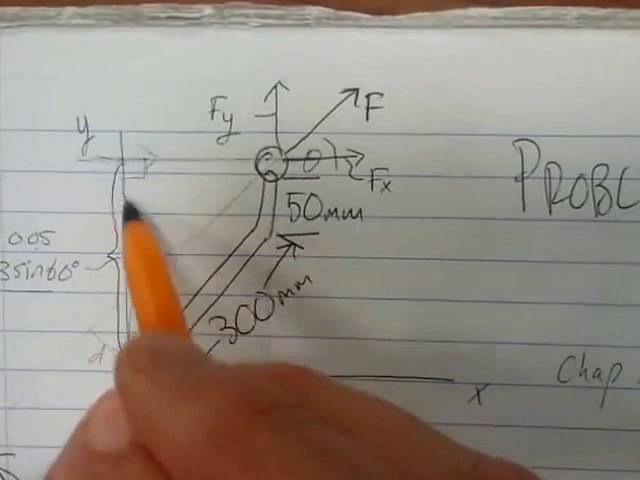 y
Fy
F
θ
Fx
50mm
PROBL
0.05
3sin60°
300mm
d
x
Chap.